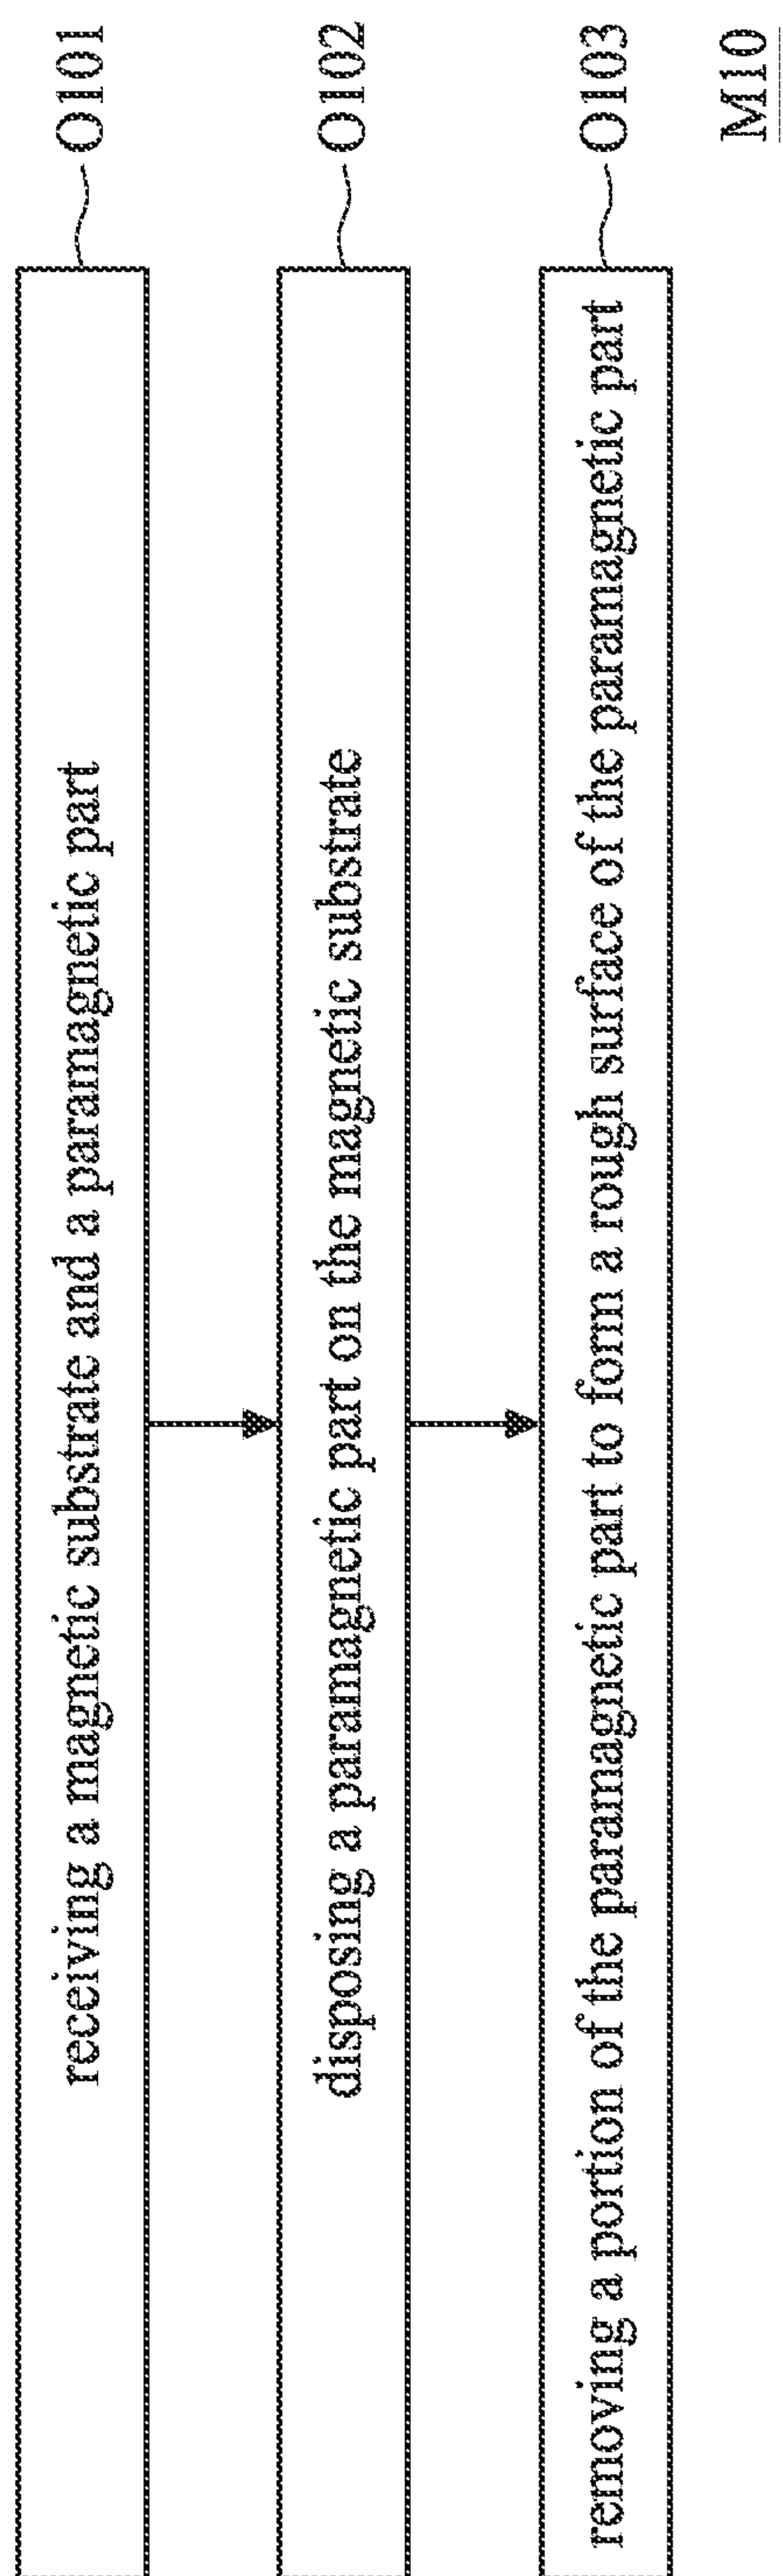 receiving a magnetic substrate and a paramagnetic part
O101
disposing a paramagnetic part on the magnetic substrate
O102
removing a portion of the paramagnetic part to form a rough surface of the paramagnetic part
O103
M10